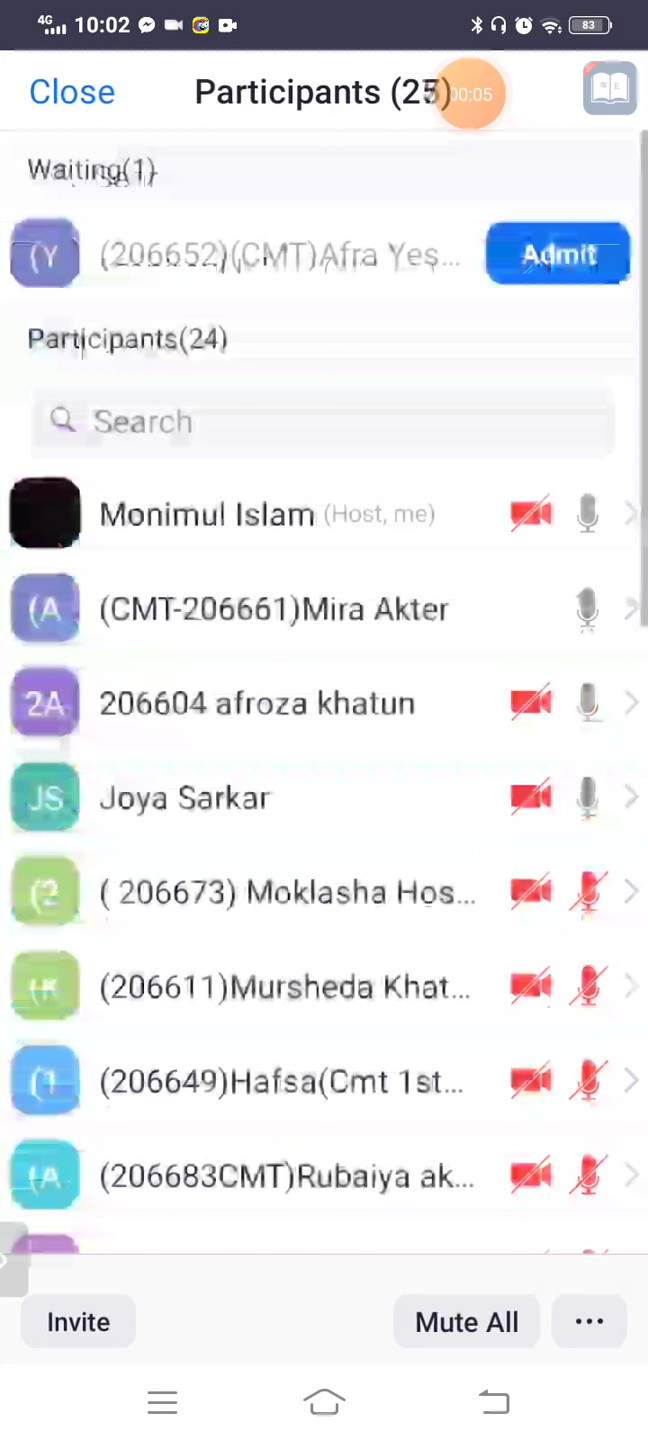 4G 10:02 83
Close Participants (25) 00:05
Waiting(1)
(Y (206652)(CMT)Afra Yes... Admit
Participants(24)
Search
Monimul Islam (Host, me)
(A (CMT-206661)Mira Akter
2A 206604 afroza khatun
JS Joya Sarkar
(2 ( 206673) Moklasha Hos...
(K (206611)Mursheda Khat...
(1 (206649)Hafsa(Cmt 1st...
(A (206683CMT)Rubaiya ak...
Invite Mute All ...